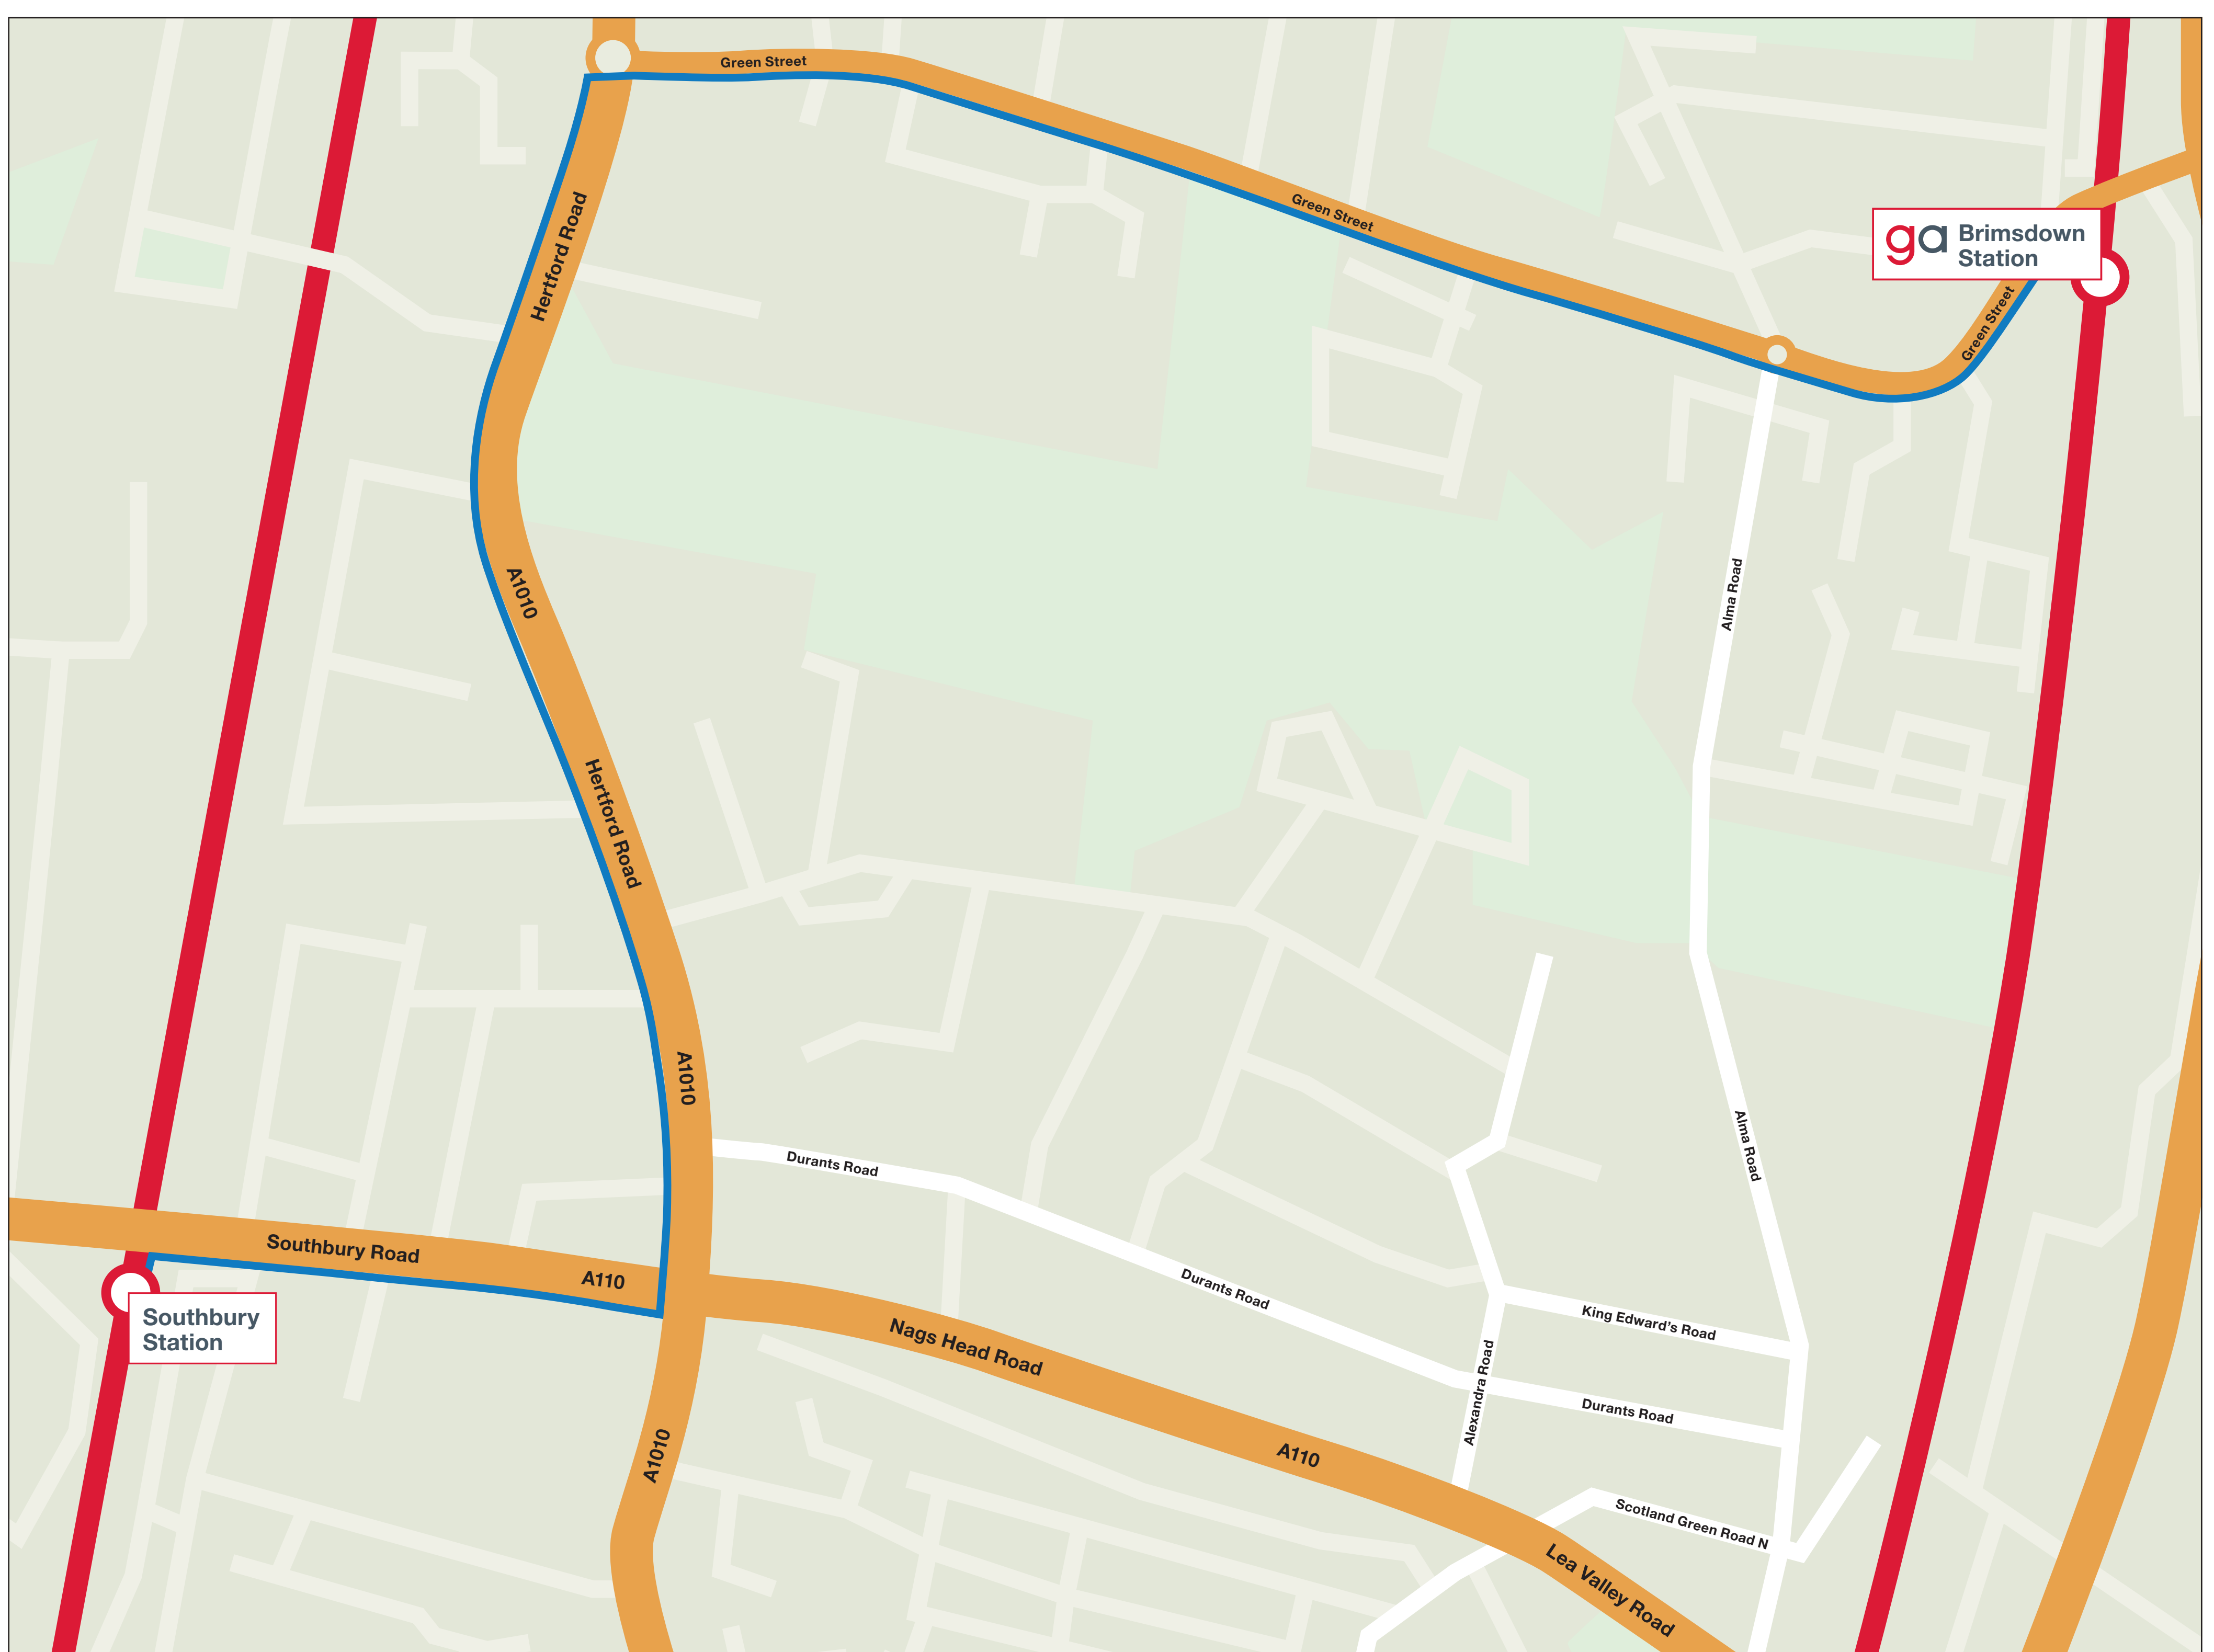 Green Street
Green Street
ga Brimsdown
Station
Hertford Road
Green Street
A1010
Alma Road
Hertford Road
A1010
Alma Road
Durants Road
Southbury Road
A110
Durants Road
King Edward's Road
Southbury
Station
Nags Head Road
Alexandra Road
Durants Road
A1010
A110
Scotland Green Road N
Lea Valley Road